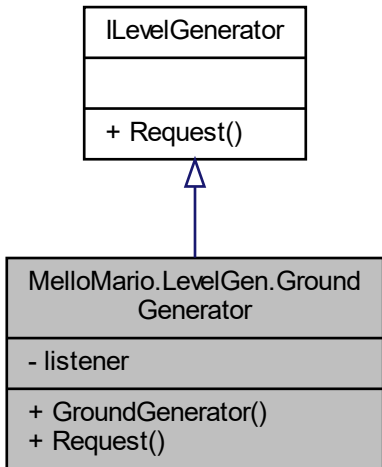 ILevelGenerator
+ Request()
MelloMario.LevelGen.Ground
Generator
- listener
+ GroundGenerator()
+ Request()